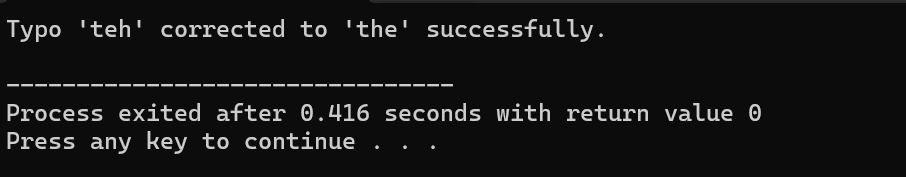 Typo 'teh' corrected to 'the' successfully.
--------------------------------
Process exited after 0.416 seconds with return value 0
Press any key to continue . . .